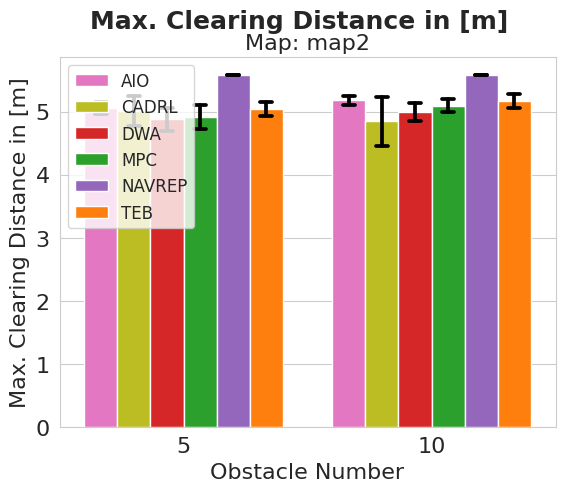 Max. Clearing Distance in [m]
Map: map2
Max. Clearing Distance in [m]
5
4
3
2
1
0
AIO
CADRL
DWA
MPC
NAVREP
TEB
5
10
Obstacle Number